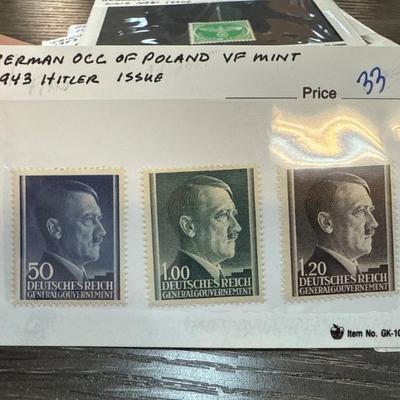 ERMAN OCC OF POLAND VF MINT
943 HITLER ISSUE
Price 33
50
DEUTSCHES REICH
GENERALGOUVERNEMENT
1.00
DEUTSCHES REICH
GENERALGOUVERNEMENT
1.20
DEUTSCHES REICH
GENERALGOUVERNEMENT
Item No. GK-10